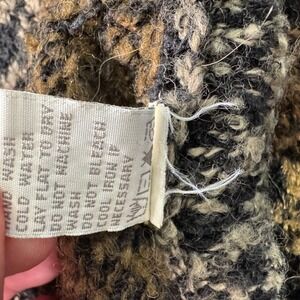 HAND WASH
COLD WATER
LAY FLAT TO DRY
DO NOT MACHINE
WASH
DO NOT BLEACH
COOL IRON IF
NECESSARY